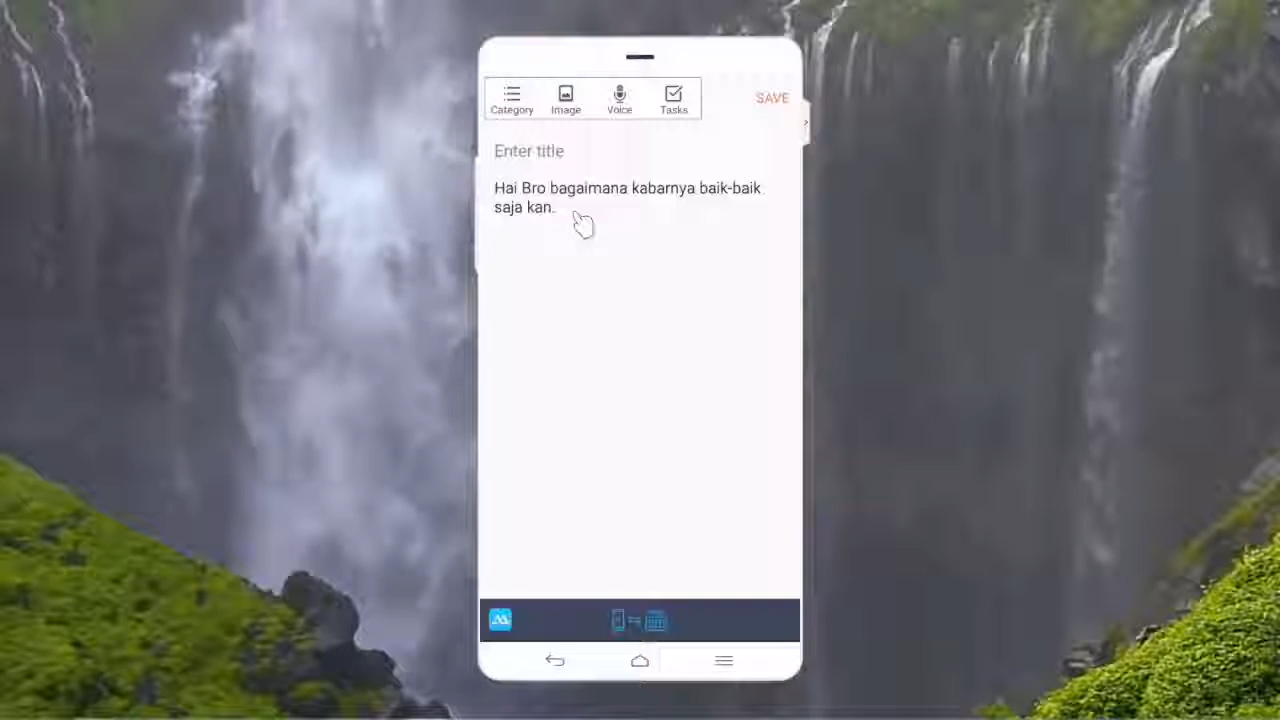 Category Image Voice Tasks
SAVE
Enter title
Hai Bro bagaimana kabarnya baik-baik
saja kan.